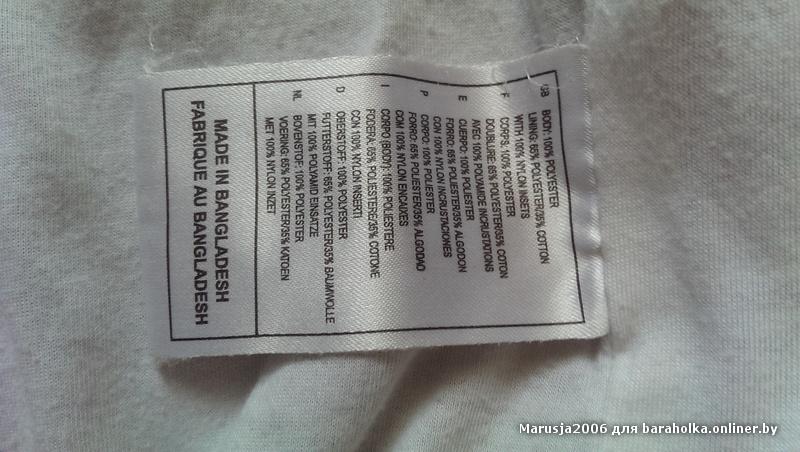 GB BODY: 100% POLYESTER
LINING: 65% POLYESTER/35% COTTON
WITH 100% NYLON INSETS
F CORPS: 100% POLYESTER
DOUBLURE: 65% POLYESTER/35% COTON
AVEC 100% POLYAMIDE INCRUSTATIONS
E CUERPO: 100% POLIESTER
FORRO: 65% POLIESTER/35% ALGODON
CON 100% NYLON INCRUSTACIONES
P CORPO: 100% POLIESTER
FORRO: 65% POLIESTER/35% ALGODAO
COM 100% NYLON ENCAIXES
I CORPO (BODY): 100% POLIESTERE
FODERA: 65% POLIESTERE/35% COTONE
CON 100% NYLON INSERTI
D OBERSTOFF: 100% POLYESTER
FUTTERSTOFF: 65% POLYESTER/35% BAUMWOLLE
MIT 100% POLYAMID EINSATZE
NL BOVENSTOF: 100% POLYESTER
VOERING: 65% POLYESTER/35% KATOEN
MET 100% NYLON INZET
MADE IN BANGLADESH
FABRIQUE AU BANGLADESH
Marusja2006 для baraholka.onliner.by